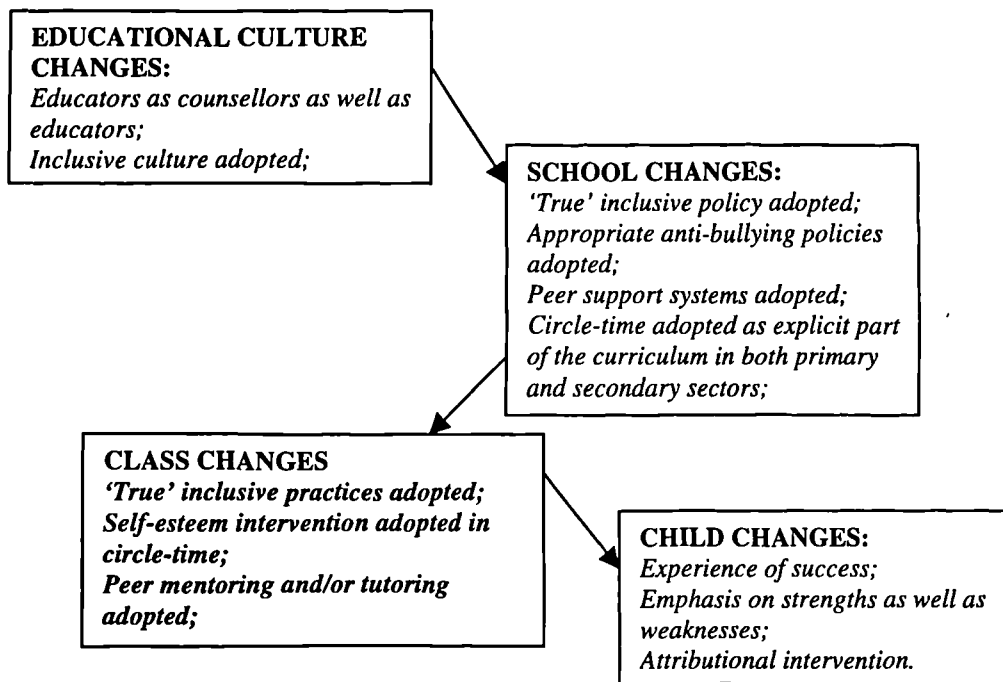 EDUCATIONAL CULTURE
CHANGES:
Educators as counsellors as well as
educators;
Inclusive culture adopted;
SCHOOL CHANGES:
‘True’ inclusive policy adopted;
Appropriate anti-bullying policies
adopted;
Peer support systems adopted;
Circle-time adopted as explicit part
of the curriculum in both primary
and secondary sectors;
CLASS CHANGES
‘True’ inclusive practices adopted;
Self-esteem intervention adopted in
circle-time;
Peer mentoring and/or tutoring
adopted;
CHILD CHANGES:
Experience of success;
Emphasis on strengths as well as
weaknesses;
Attributional intervention.